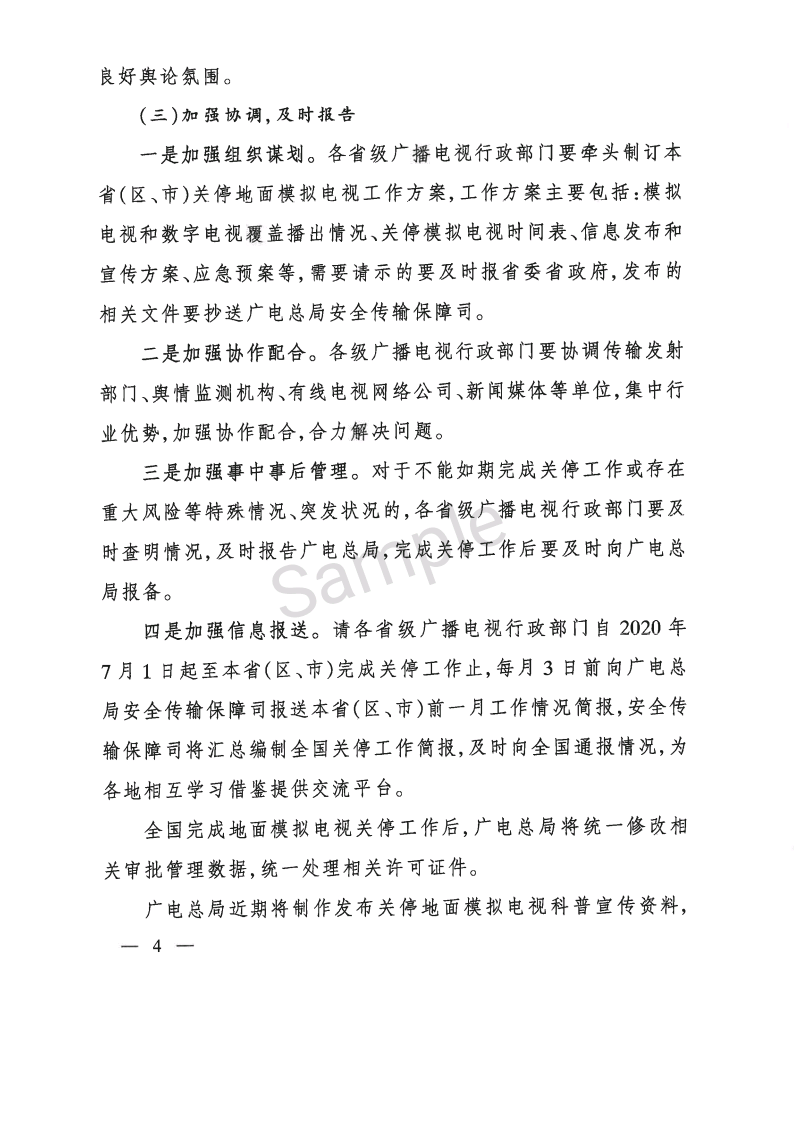 良好舆论氛围。
(三)加强协调,及时报告
一是加强组织谋划。各省级广播电视行政部门要牵头制订本
省(区、市)关停地面模拟电视工作方案,工作方案主要包括:模拟
电视和数字电视覆盖播出情况、关停模拟电视时间表、信息发布和
宣传方案、应急预案等,需要请示的要及时报省委省政府,发布的
相关文件要抄送广电总局安全传输保障司。
二是加强协作配合。各级广播电视行政部门要协调传输发射
部门、舆情监测机构、有线电视网络公司、新闻媒体等单位,集中行
业优势,加强协作配合,合力解决问题。
三是加强事中事后管理。对于不能如期完成关停工作或存在
重大风险等特殊情况、突发状况的,各省级广播电视行政部门要及
时查明情况,及时报告广电总局,完成关停工作后要及时向广电总
局报备。
Sample
四是加强信息报送。请各省级广播电视行政部门自 2020 年
7 月 1 日起至本省(区、市)完成关停工作止,每月 3 日前向广电总
局安全传输保障司报送本省(区、市)前一月工作情况简报,安全传
输保障司将汇总编制全国关停工作简报,及时向全国通报情况,为
各地相互学习借鉴提供交流平台。
全国完成地面模拟电视关停工作后,广电总局将统一修改相
关审批管理数据,统一处理相关许可证件。
广电总局近期将制作发布关停地面模拟电视科普宣传资料,
— 4 —